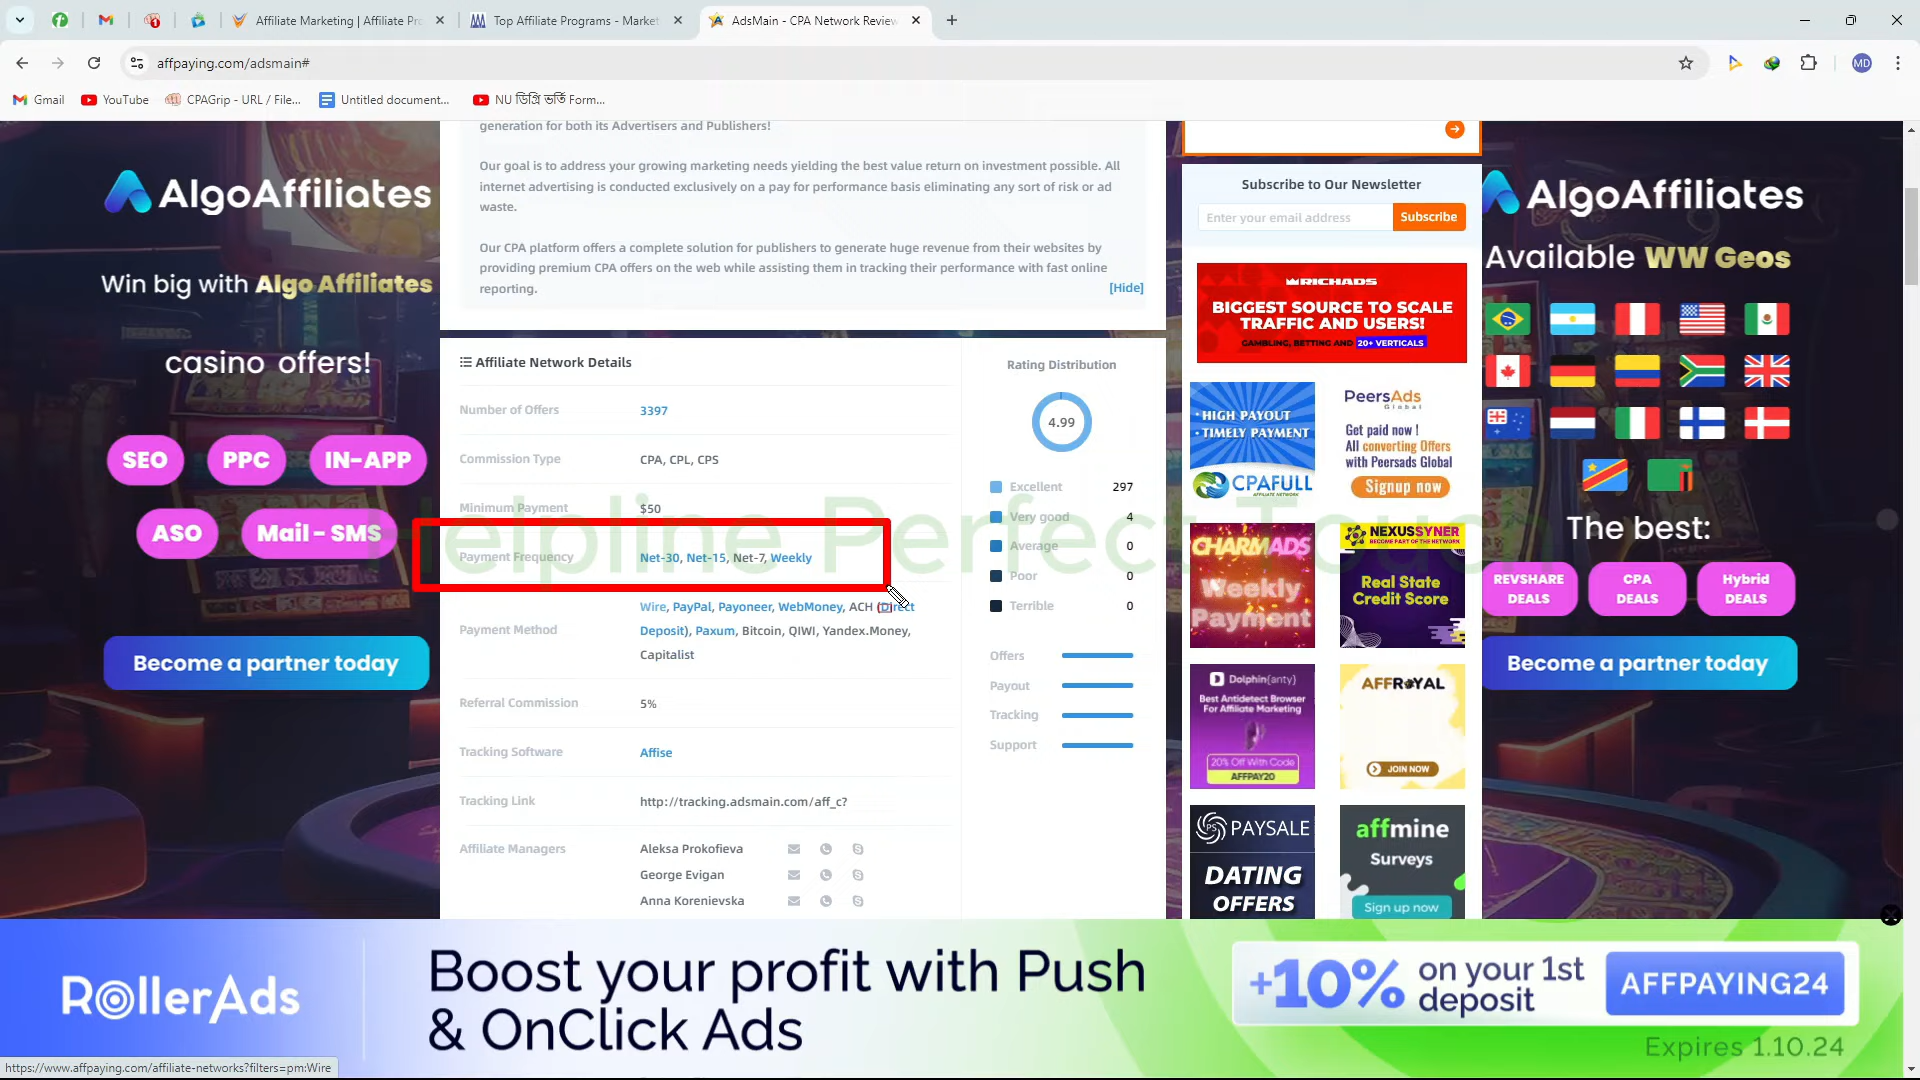 Affiliate Marketing | Affiliate Pr
Top Affiliate Programs - Market
AdsMain - CPA Network Review
affpaying.com/adsmain#
MD
Gmail
YouTube
CPAGrip - URL / File...
Untitled document...
NU ডিগ্রি ভর্তি Form...
generation for both its Advertisers and Publishers!
Our goal is to address your growing marketing needs yielding the best value return on investment possible. All
internet advertising is conducted exclusively on a pay for performance basis eliminating any sort of risk or ad
waste.
Our CPA platform offers a complete solution for publishers to generate huge revenue from their websites by
providing premium CPA offers on the web while assisting them in tracking their performance with fast online
reporting.
[Hide]
Affiliate Network Details
Number of Offers 3397
Commission Type CPA, CPL, CPS
Minimum Payment $50
Payment Frequency Net-30, Net-15, Net-7, Weekly
Payment Method
Wire, PayPal, Payoneer, WebMoney, ACH (Direct
Deposit), Paxum, Bitcoin, QIWI, Yandex.Money,
Capitalist
Referral Commission 5%
Tracking Software Affise
Tracking Link http://tracking.adsmain.com/aff_c?
Affiliate Managers Aleksa Prokofieva
George Evigan
Anna Korenievska
Rating Distribution
4.99
Excellent 297
Very good 4
Average 0
Poor 0
Terrible 0
Offers
Payout
Tracking
Support
Helpline Perfect Touch
AlgoAffiliates
Win big with Algo Affiliates
casino offers!
SEO
PPC
IN-APP
ASO
Mail - SMS
Become a partner today
Subscribe to Our Newsletter
Enter your email address
Subscribe
RICHADS
BIGGEST SOURCE TO SCALE
TRAFFIC AND USERS!
GAMBLING, BETTING AND 20+ VERTICALS
• HIGH PAYOUT
• TIMELY PAYMENT
CPAFULL
AFFILIATE NETWORK
PeersAds
Global
Get paid now !
All converting Offers
with Peersads Global
Signup now
CHARMADS
Weekly
Payment
NEXUSSYNER
BECOME PART OF THE NETWORK
Real State
Credit Score
Dolphin{anty}
Best Antidetect Browser
For Affiliate Marketing
20% Off With Code
AFFPAY20
AFFROYAL
JOIN NOW
PS PAYSALE
DATING
OFFERS
affmine
Surveys
Sign up now
AlgoAffiliates
Available WW Geos
The best:
REVSHARE
DEALS
CPA
DEALS
Hybrid
DEALS
Become a partner today
RollerAds
Boost your profit with Push
& OnClick Ads
+10% on your 1st
deposit
AFFPAYING24
Expires 1.10.24
https://www.affpaying.com/affiliate-networks?filters=pm:Wire